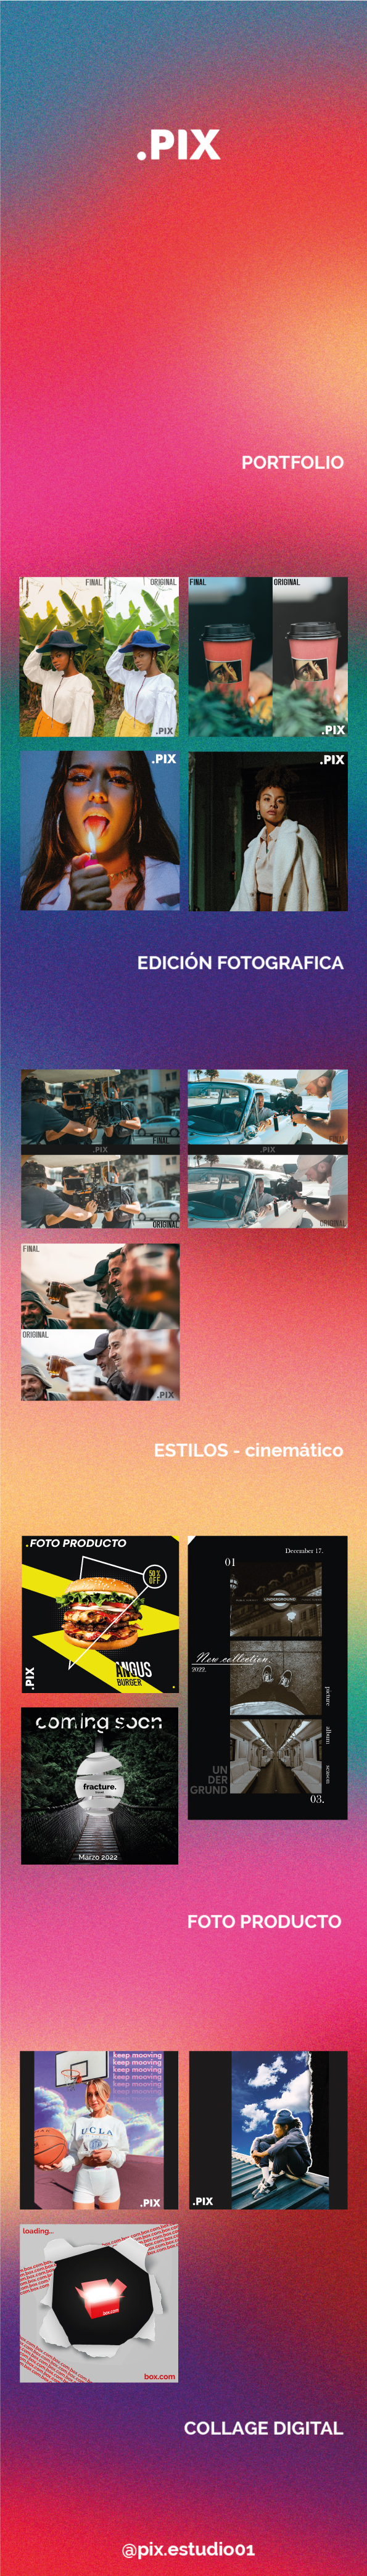 .PIX
PORTFOLIO
FINAL
ORIGINAL
.PIX
FINAL
ORIGINAL
.PIX
.PIX
.PIX
EDICIÓN FOTOGRAFICA
FINAL
.PIX
ORIGINAL
FINAL
.PIX
ORIGINAL
FINAL
ORIGINAL
.PIX
ESTILOS - cinemático
.FOTO PRODUCTO
50%
OFF
ANGUS
BURGER
.PIX
December 17.
01
UNDERGROUND
New collection.
2022.
picture
album
season
UN
DER
GRUND
03.
coming soon
fracture.
Marzo 2022
FOTO PRODUCTO
keep mooving
keep mooving
keep mooving
keep mooving
keep mooving
UCLA
.PIX
.PIX
loading...
box.com
box.com
COLLAGE DIGITAL
@pix.estudio01